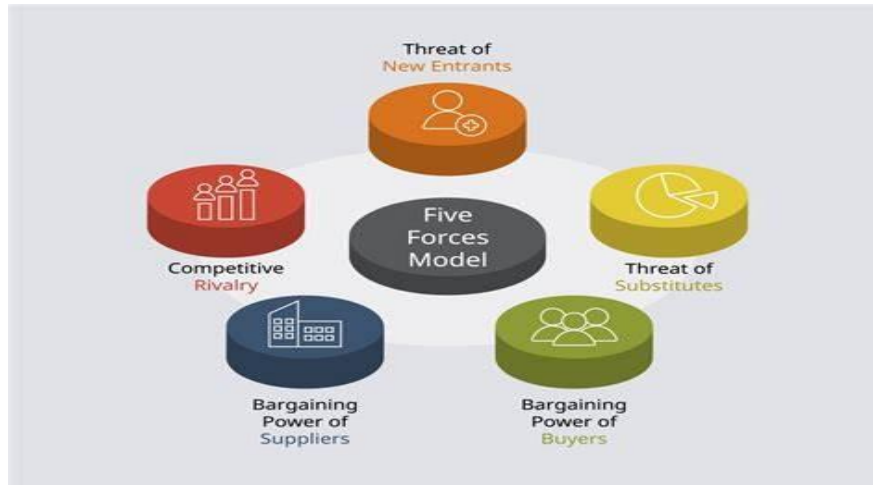 Threat of
New Entrants
Five
Forces
Model
Competitive
Rivalry
Threat of
Substitutes
Bargaining
Power of
Suppliers
Bargaining
Power of
Buyers